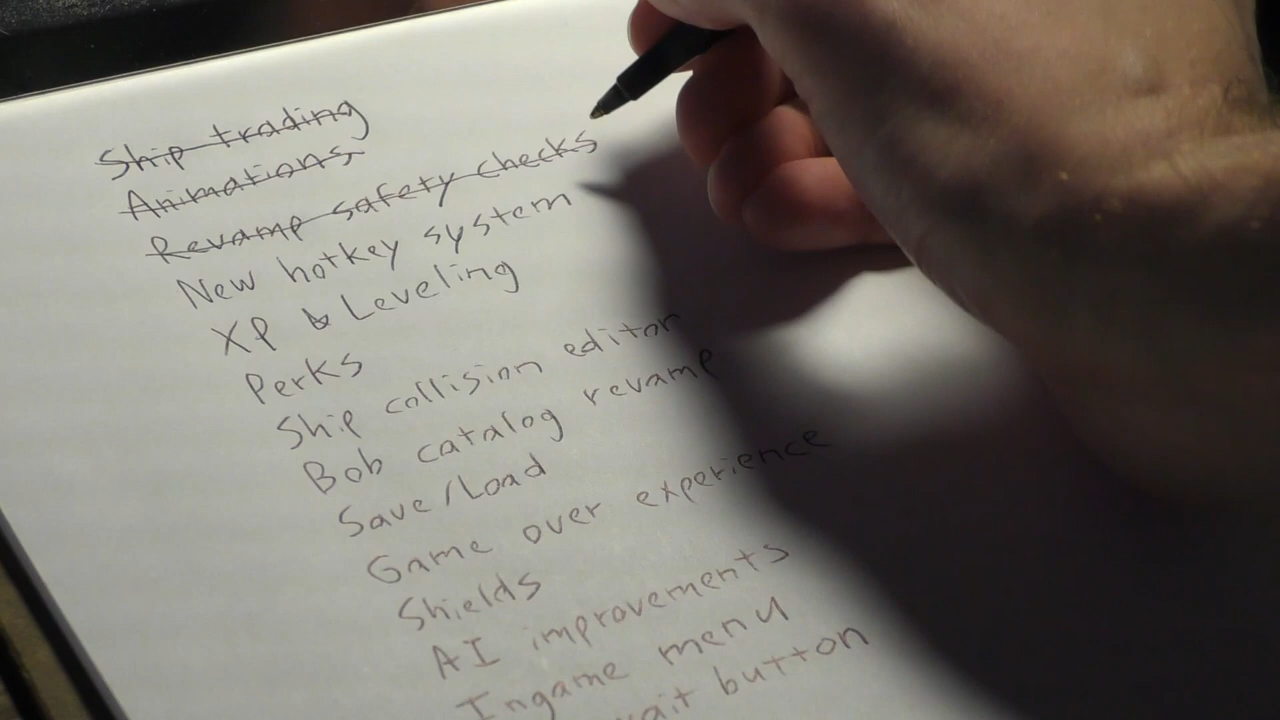 Ship trading
Animations
Revamp safety checks
New hotkey system
XP & Leveling
Perks
Ship collision editor
Bob catalog revamp
Save/Load
Game over experience
Shields
AI improvements
Ingame menu
button